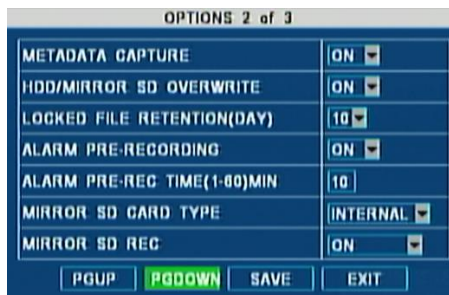 OPTIONS 2 of 3
METADATA CAPTURE ON
HDD/MIRROR SD OVERWRITE ON
LOCKED FILE RETENTION(DAY) 10
ALARM PRE-RECORDING ON
ALARM PRE-REC TIME(1-60)MIN 10
MIRROR SD CARD TYPE INTERNAL
MIRROR SD REC ON
PGUP PGDOWN SAVE EXIT